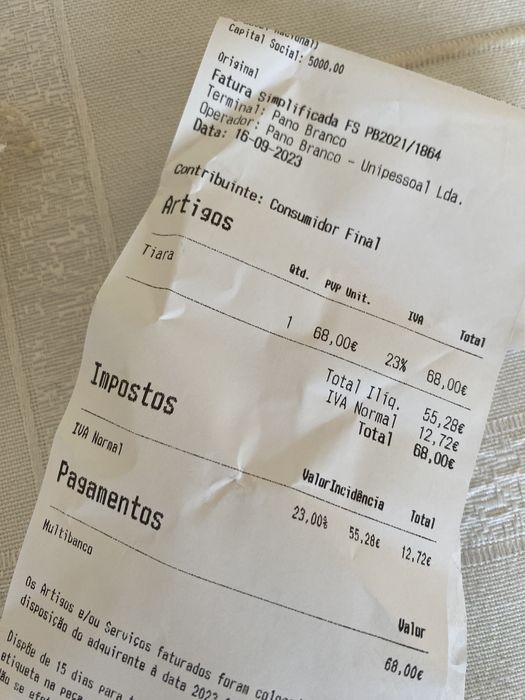 Capital Social: 5000,00
Original
Fatura Simplificada FS PB2021/1864
Terminal: Pano Branco
Operador: Pano Branco - Unipessoal Lda.
Data: 16-09-2023
Contribuinte: Consumidor Final
Artigos
Qtd. PVP Unit. IVA Total
Tiara
1 68,00€ 23% 68,00€
Total Ilíq. 55,28€
IVA Normal 12,72€
Total 68,00€
Impostos
Valor Incidência Total
IVA Normal 23,00% 55,28€ 12,72€
Pagamentos
Valor
Multibanco 68,00€
Os Artigos e/ou Serviços faturados foram
disposição do adquirente à data 2023
Dispõe de 15 dias para
etiqueta na peça